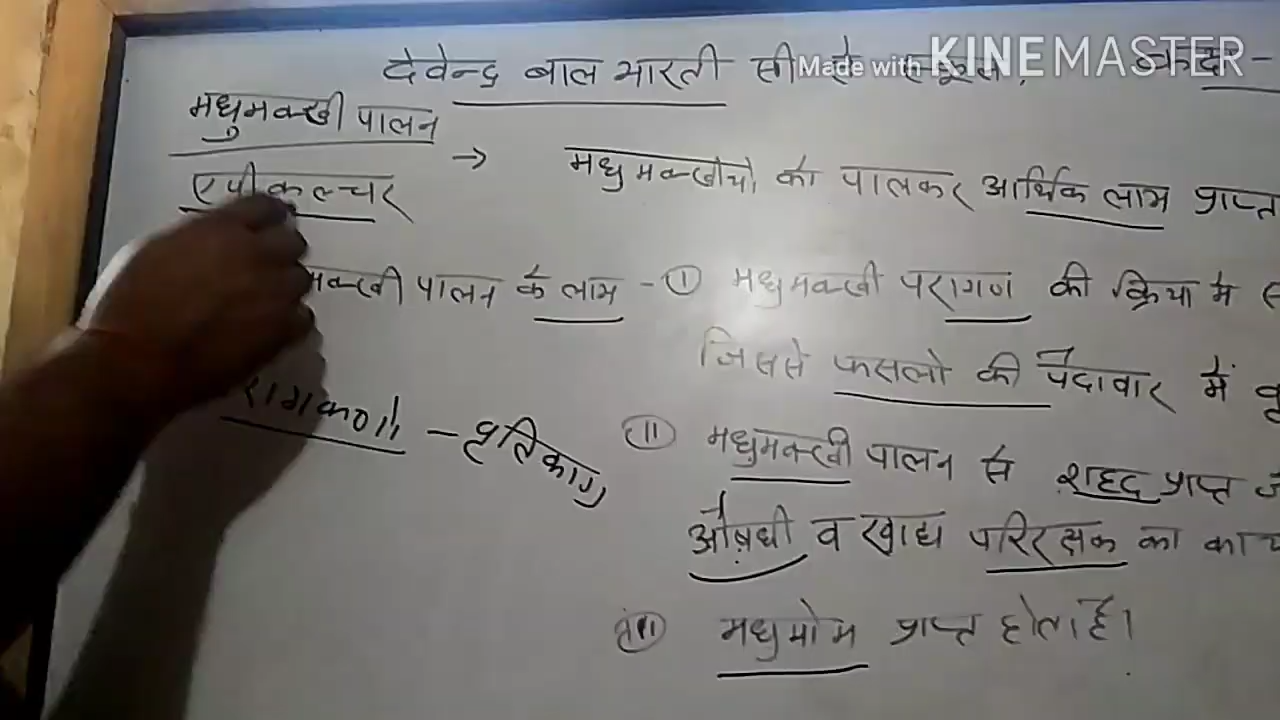 देवेन्द्र बाल भारती सी से स्कूल,
Made with KINEMASTER
मधुमक्खी पालन
एपीकल्चर → मधुमक्खीयों को पालकर आर्थिक लाभ प्राप्त
मक्खी पालन के लाभ - (I) मधुमक्खी परागण की क्रिया मे
जिससे फसलो की पैदावार में
रागकणों - वृतिकाग्र
(II) मधुमक्खी पालन से शहद प्राप्त
औषधी व खाद्य परिरक्षक का
(III) मधुमोम प्राप्त होता है।